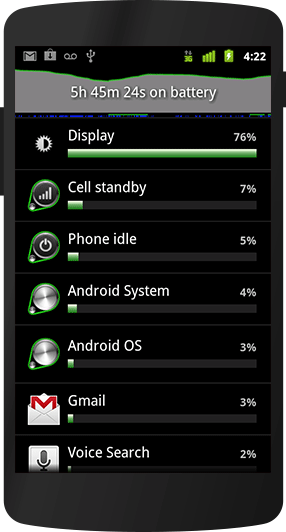 3G 4:22
5h 45m 24s on battery
Display 76%
Cell standby 7%
Phone idle 5%
Android System 4%
Android OS 3%
Gmail 3%
Voice Search 2%